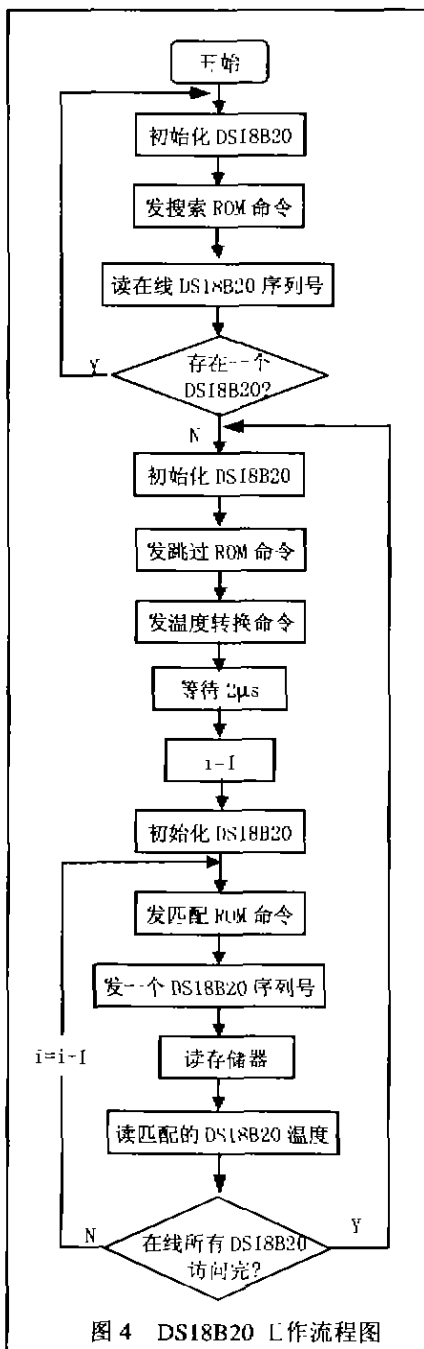 开始
初始化 DS18B20
发搜索 ROM 命令
读在线 DS18B20 序列号
存在一个
DS18B20?
Y
N
初始化 DS18B20
发跳过 ROM 命令
发温度转换命令
等待 2μs
i-1
初始化 DS18B20
发匹配 ROM 命令
发一个 DS18B20 序列号
i=i-1
读存储器
读匹配的 DS18B20 温度
N
Y
在线所有 DS18B20
访问完?
图 4 DS18B20 工作流程图